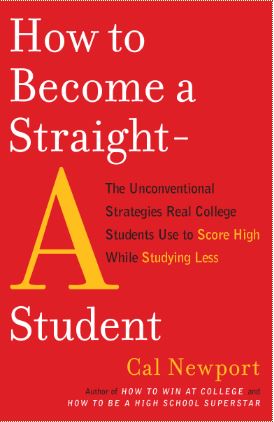 How to
Become a
Straight-
A
The Unconventional
Strategies Real College
Students Use to Score High
While Studying Less
Student
Cal Newport
Author of HOW TO WIN AT COLLEGE and
HOW TO BE A HIGH SCHOOL SUPERSTAR